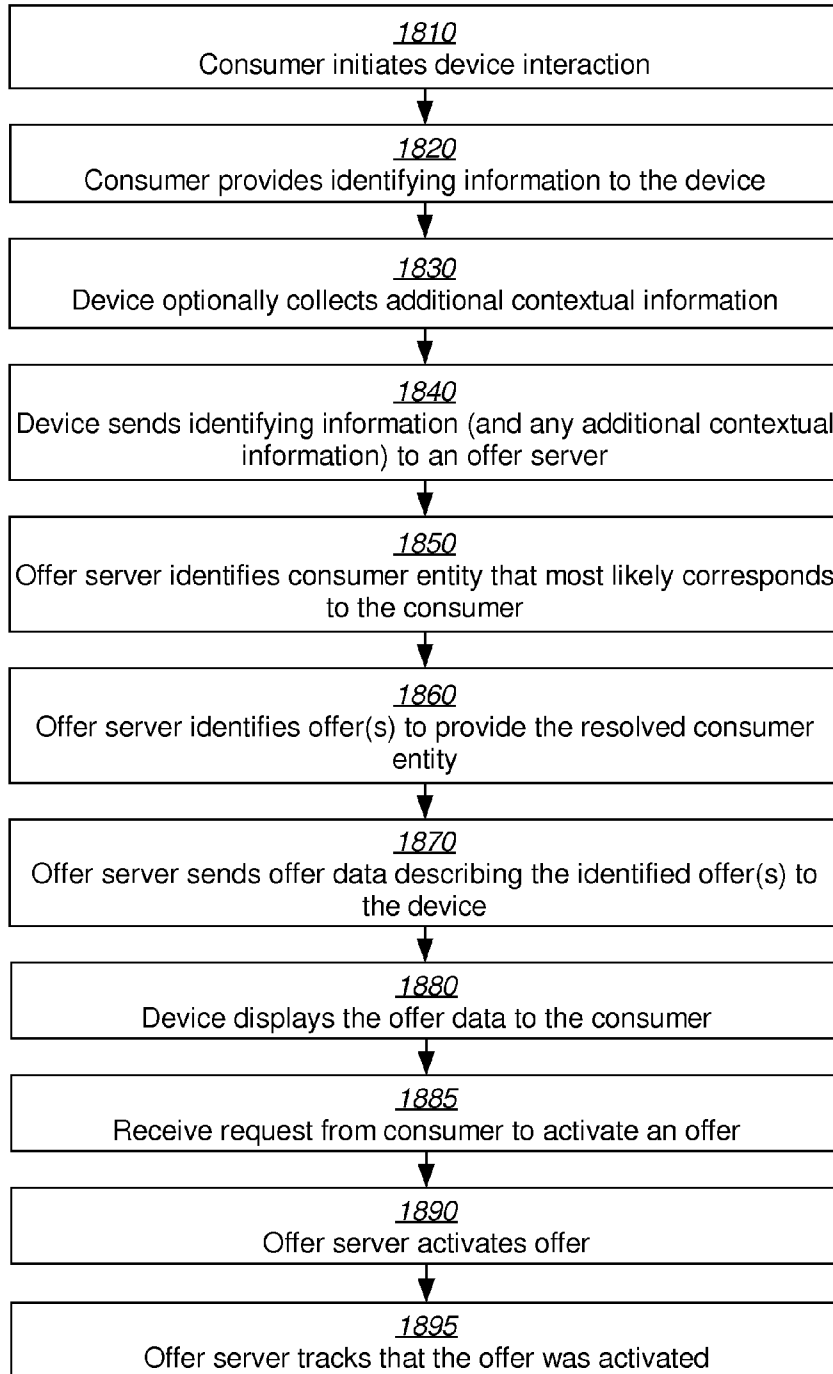 1810
Consumer initiates device interaction
1820
Consumer provides identifying information to the device
1830
Device optionally collects additional contextual information
1840
Device sends identifying information (and any additional contextual
information) to an offer server
1850
Offer server identifies consumer entity that most likely corresponds
to the consumer
1860
Offer server identifies offer(s) to provide the resolved consumer
entity
1870
Offer server sends offer data describing the identified offer(s) to
the device
1880
Device displays the offer data to the consumer
1885
Receive request from consumer to activate an offer
1890
Offer server activates offer
1895
Offer server tracks that the offer was activated